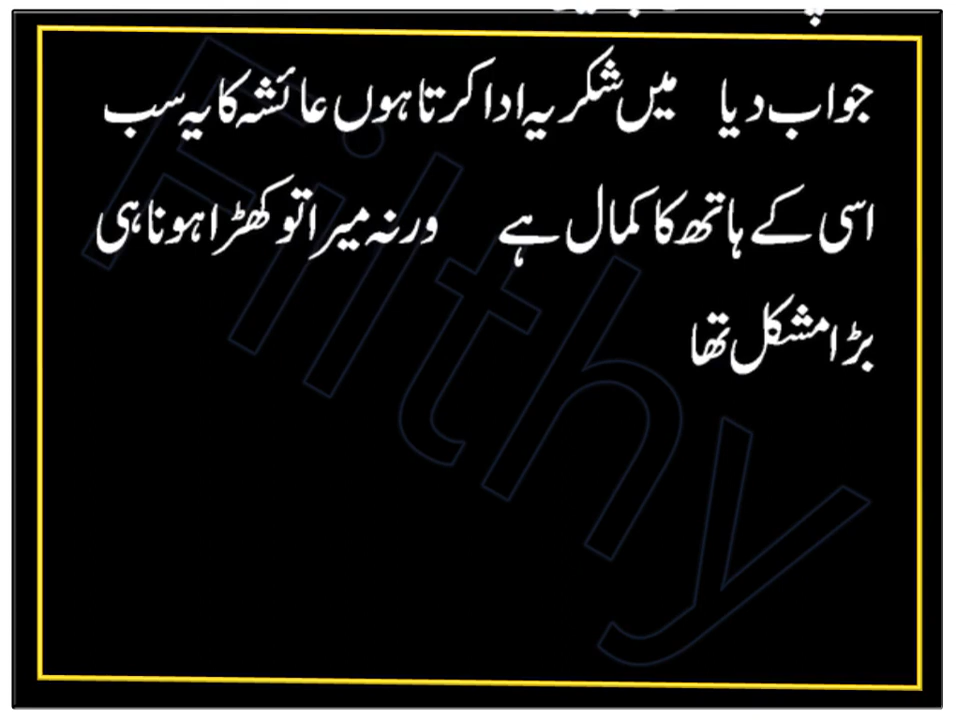 جواب دیا میں شکریہ ادا کرتا ہوں عائشہ کا یہ سب
اسی کے ہاتھ کا کمال ہے ورنہ میرا تو کھڑا ہونا ہی
بڑا مشکل تھا
Filthy